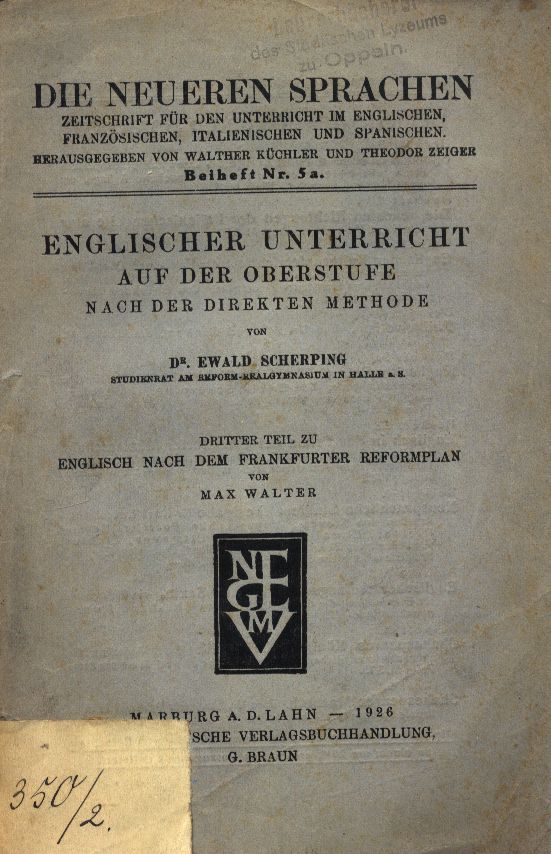 Lehrerbücherei
des Städtischen Lyzeums
zu Oppeln.
DIE NEUEREN SPRACHEN
ZEITSCHRIFT FÜR DEN UNTERRICHT IM ENGLISCHEN,
FRANZÖSISCHEN, ITALIENISCHEN UND SPANISCHEN.
HERAUSGEGEBEN VON WALTHER KÜCHLER UND THEODOR ZEIGER
Beiheft Nr. 5a.
ENGLISCHER UNTERRICHT
AUF DER OBERSTUFE
NACH DER DIREKTEN METHODE
VON
DR. EWALD SCHERPING
STUDIENRAT AM REFORM-REALGYMNASIUM IN HALLE a. S.
DRITTER TEIL ZU
ENGLISCH NACH DEM FRANKFURTER REFORMPLAN
VON
MAX WALTER
NEGE
VM
MARBURG A. D. LAHN — 1926
SCHE VERLAGSBUCHHANDLUNG,
G. BRAUN
350/2.